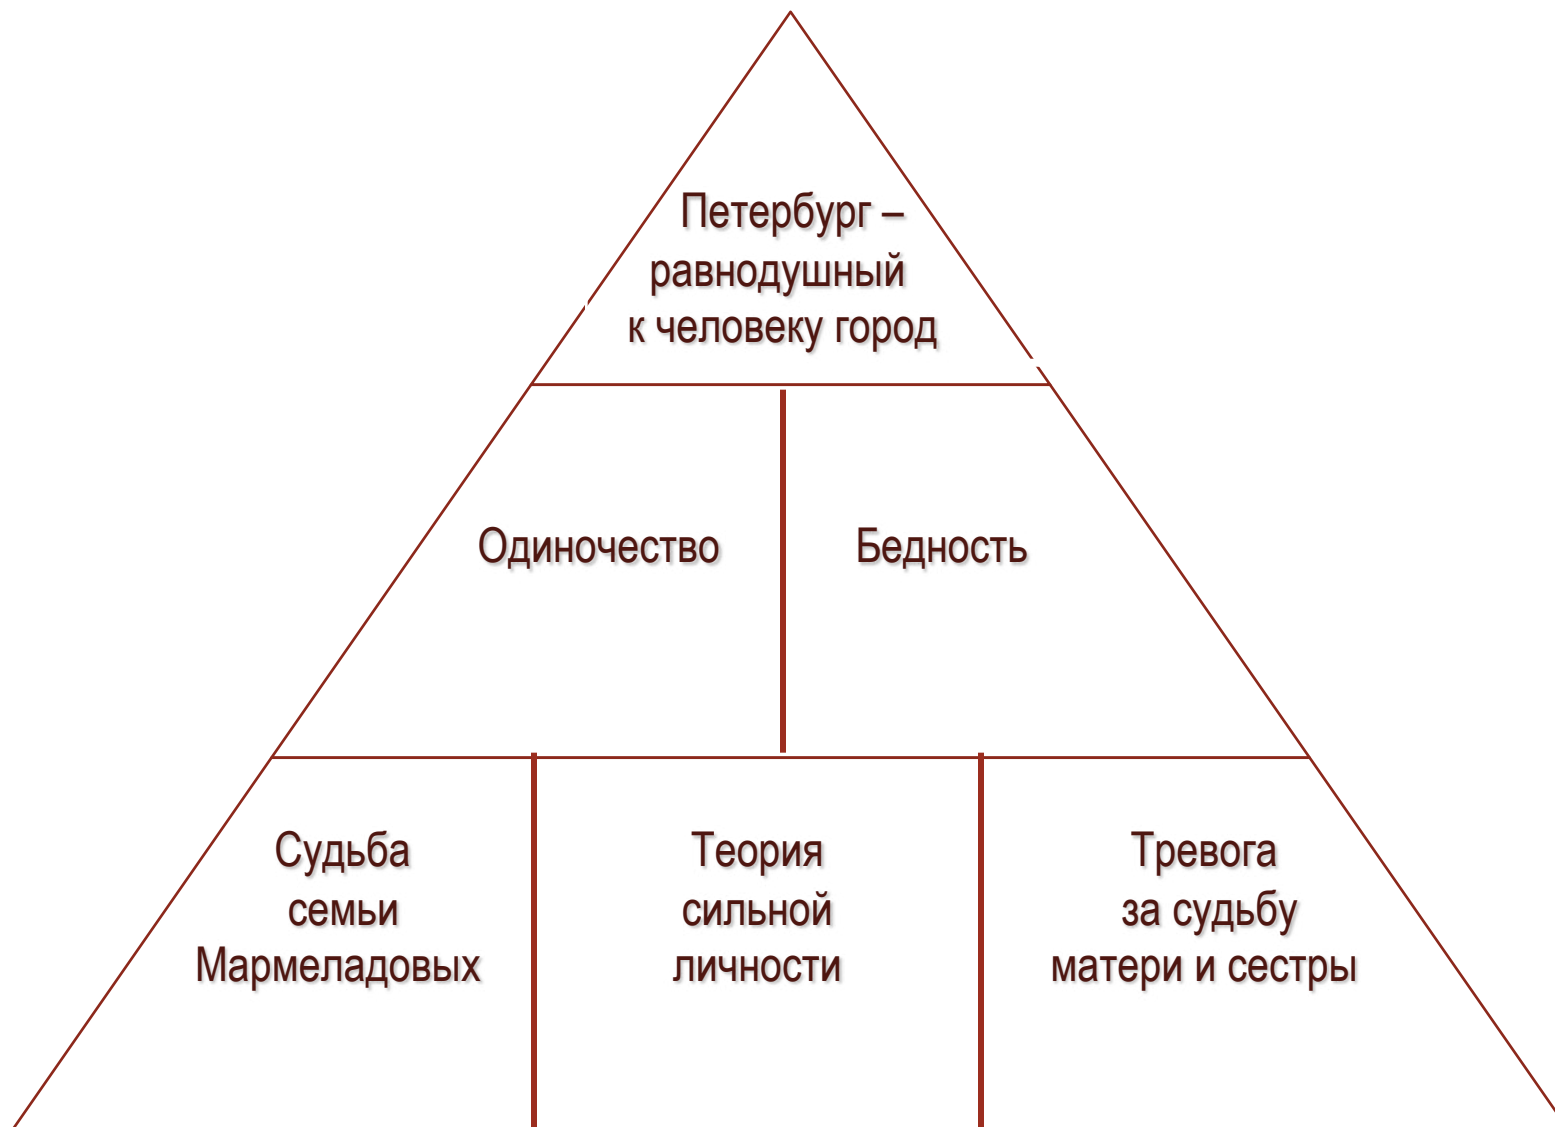 Петербург –
равнодушный
к человеку город
Одиночество
Бедность
Судьба
семьи
Мармеладовых
Теория
сильной
личности
Тревога
за судьбу
матери и сестры